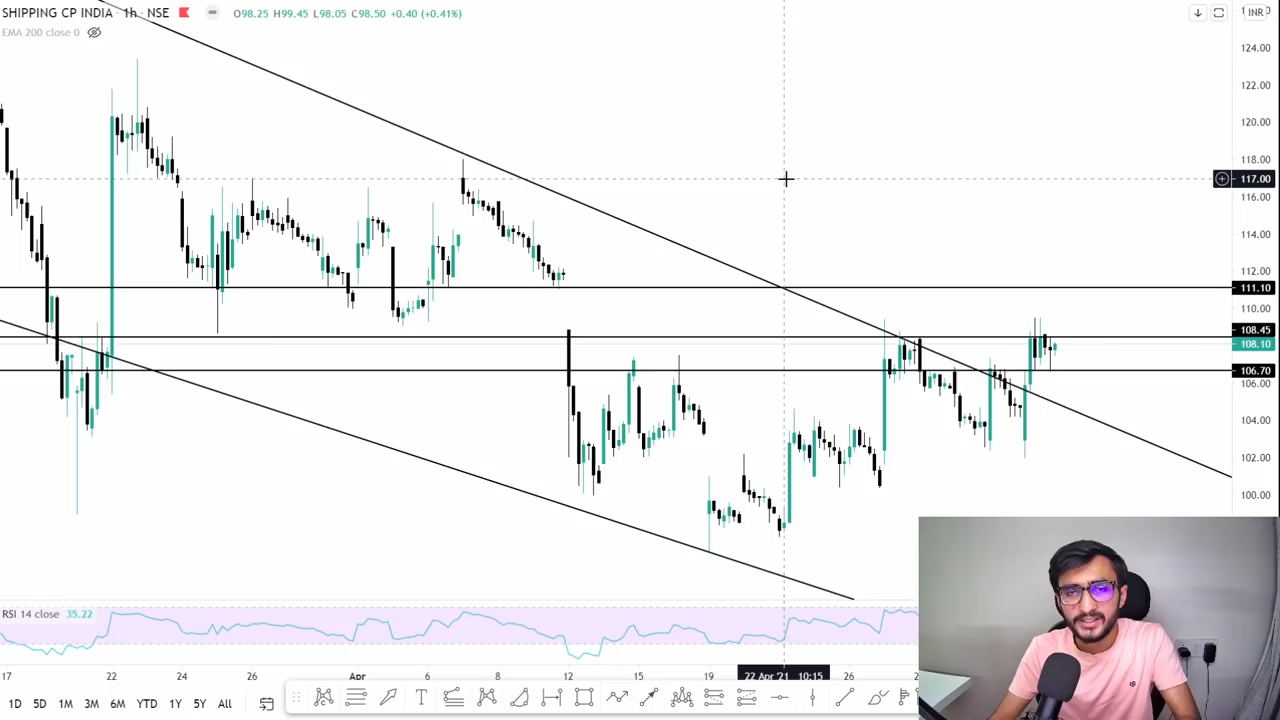 SHIPPING CP INDIA · 1h · NSE O98.25 H99.45 L98.05 C98.50 +0.40 (+0.41%)
INR
EMA 200 close 0
124.00
122.00
120.00
118.00
117.00
116.00
114.00
112.00
111.10
110.00
108.45
108.10
106.70
106.00
104.00
102.00
100.00
RSI 14 close 35.22
17 22 24 26 Apr 6 8 12 15 19 22 Apr '21 10:15 26
1D 5D 1M 3M 6M YTD 1Y 5Y All